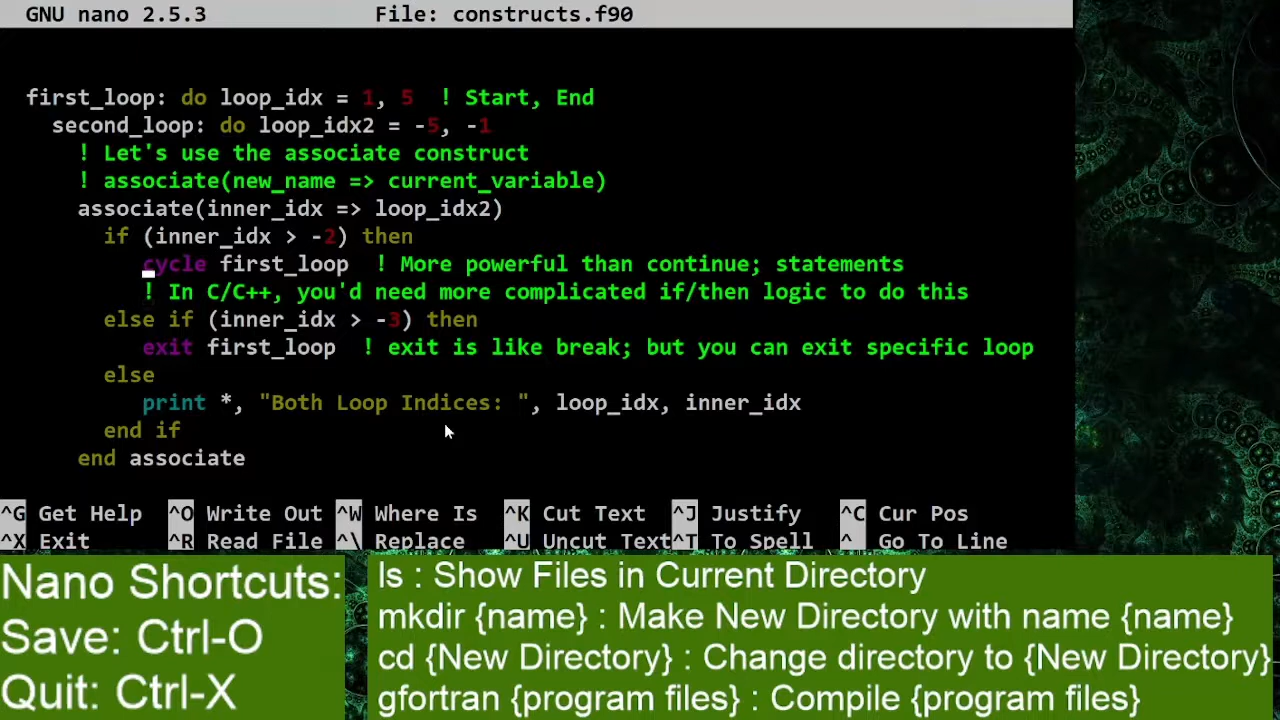 GNU nano 2.5.3 File: constructs.f90
first_loop: do loop_idx = 1, 5 ! Start, End
second_loop: do loop_idx2 = -5, -1
! Let's use the associate construct
! associate(new_name => current_variable)
associate(inner_idx => loop_idx2)
if (inner_idx > -2) then
cycle first_loop ! More powerful than continue; statements
! In C/C++, you'd need more complicated if/then logic to do this
else if (inner_idx > -3) then
exit first_loop ! exit is like break; but you can exit specific loop
else
print *, "Both Loop Indices: ", loop_idx, inner_idx
end if
end associate
^G Get Help ^O Write Out ^W Where Is ^K Cut Text ^J Justify ^C Cur Pos
^X Exit ^R Read File ^\ Replace ^U Uncut Text ^T To Spell ^_ Go To Line
Nano Shortcuts:
Save: Ctrl-O
Quit: Ctrl-X
ls : Show Files in Current Directory
mkdir {name} : Make New Directory with name {name}
cd {New Directory} : Change directory to {New Directory}
gfortran {program files} : Compile {program files}